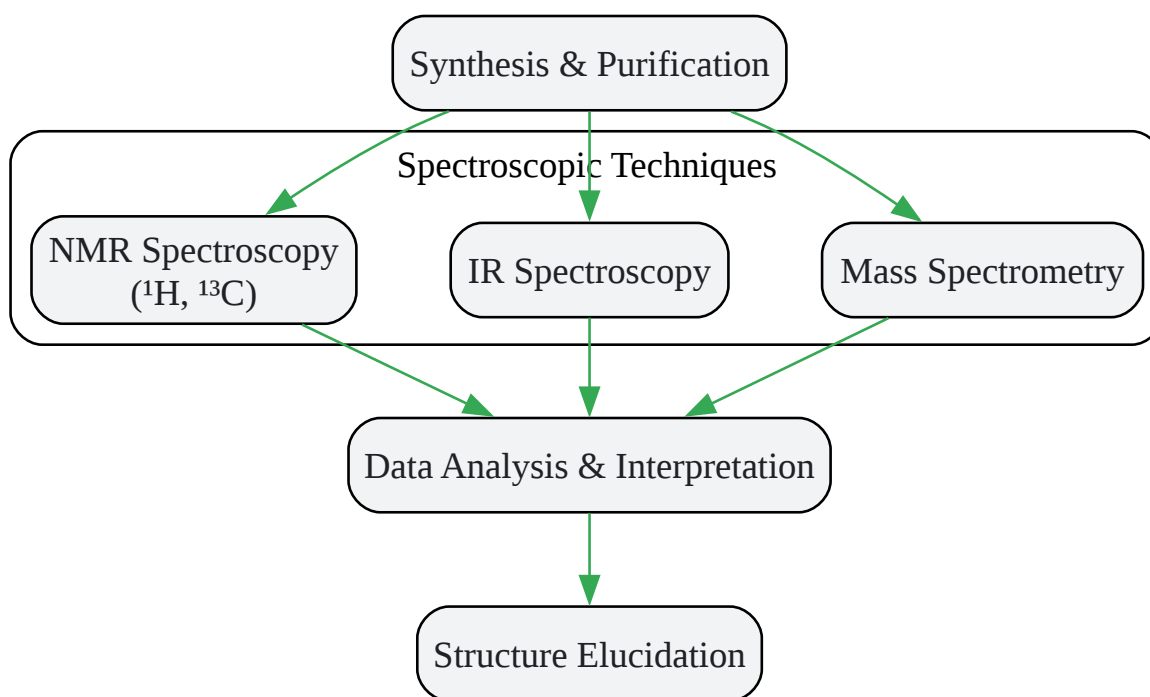 Synthesis & Purification
Spectroscopic Techniques
NMR Spectroscopy
(¹H, ¹³C)
IR Spectroscopy
Mass Spectrometry
Data Analysis & Interpretation
Structure Elucidation